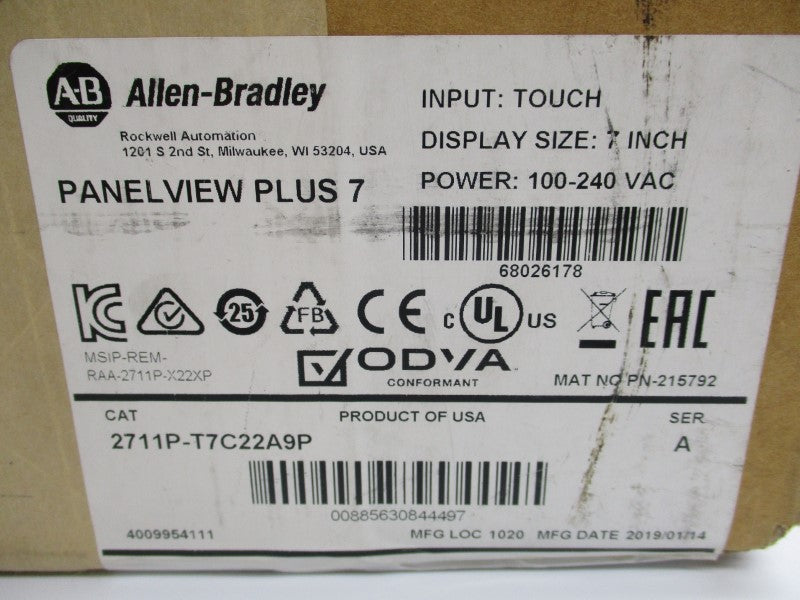 A-B
QUALITY
Allen-Bradley
Rockwell Automation
1201 S 2nd St, Milwaukee, WI 53204, USA
PANELVIEW PLUS 7
INPUT: TOUCH
DISPLAY SIZE: 7 INCH
POWER: 100-240 VAC
68026178
KC
25
FB
CE
C UL US
EAC
MSIP-REM-
RAA-2711P-X22XP
ODVA
CONFORMANT
MAT NO PN-215792
CAT
PRODUCT OF USA
SER
2711P-T7C22A9P
A
00885630844497
4009954111
MFG LOC 1020 MFG DATE 2019/01/14